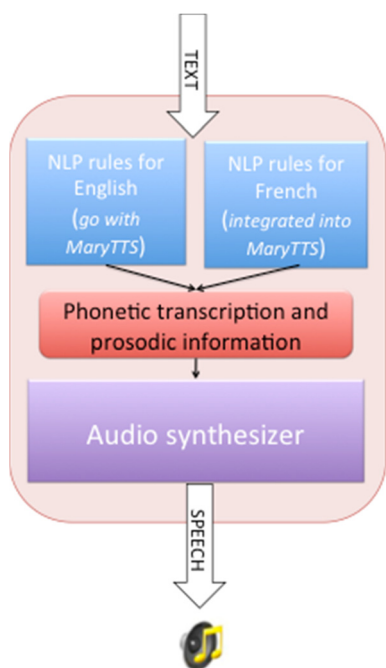 TEXT
NLP rules for
English
(go with
MaryTTS)
NLP rules for
French
(integrated into
MaryTTS)
Phonetic transcription and
prosodic information
Audio synthesizer
SPEECH